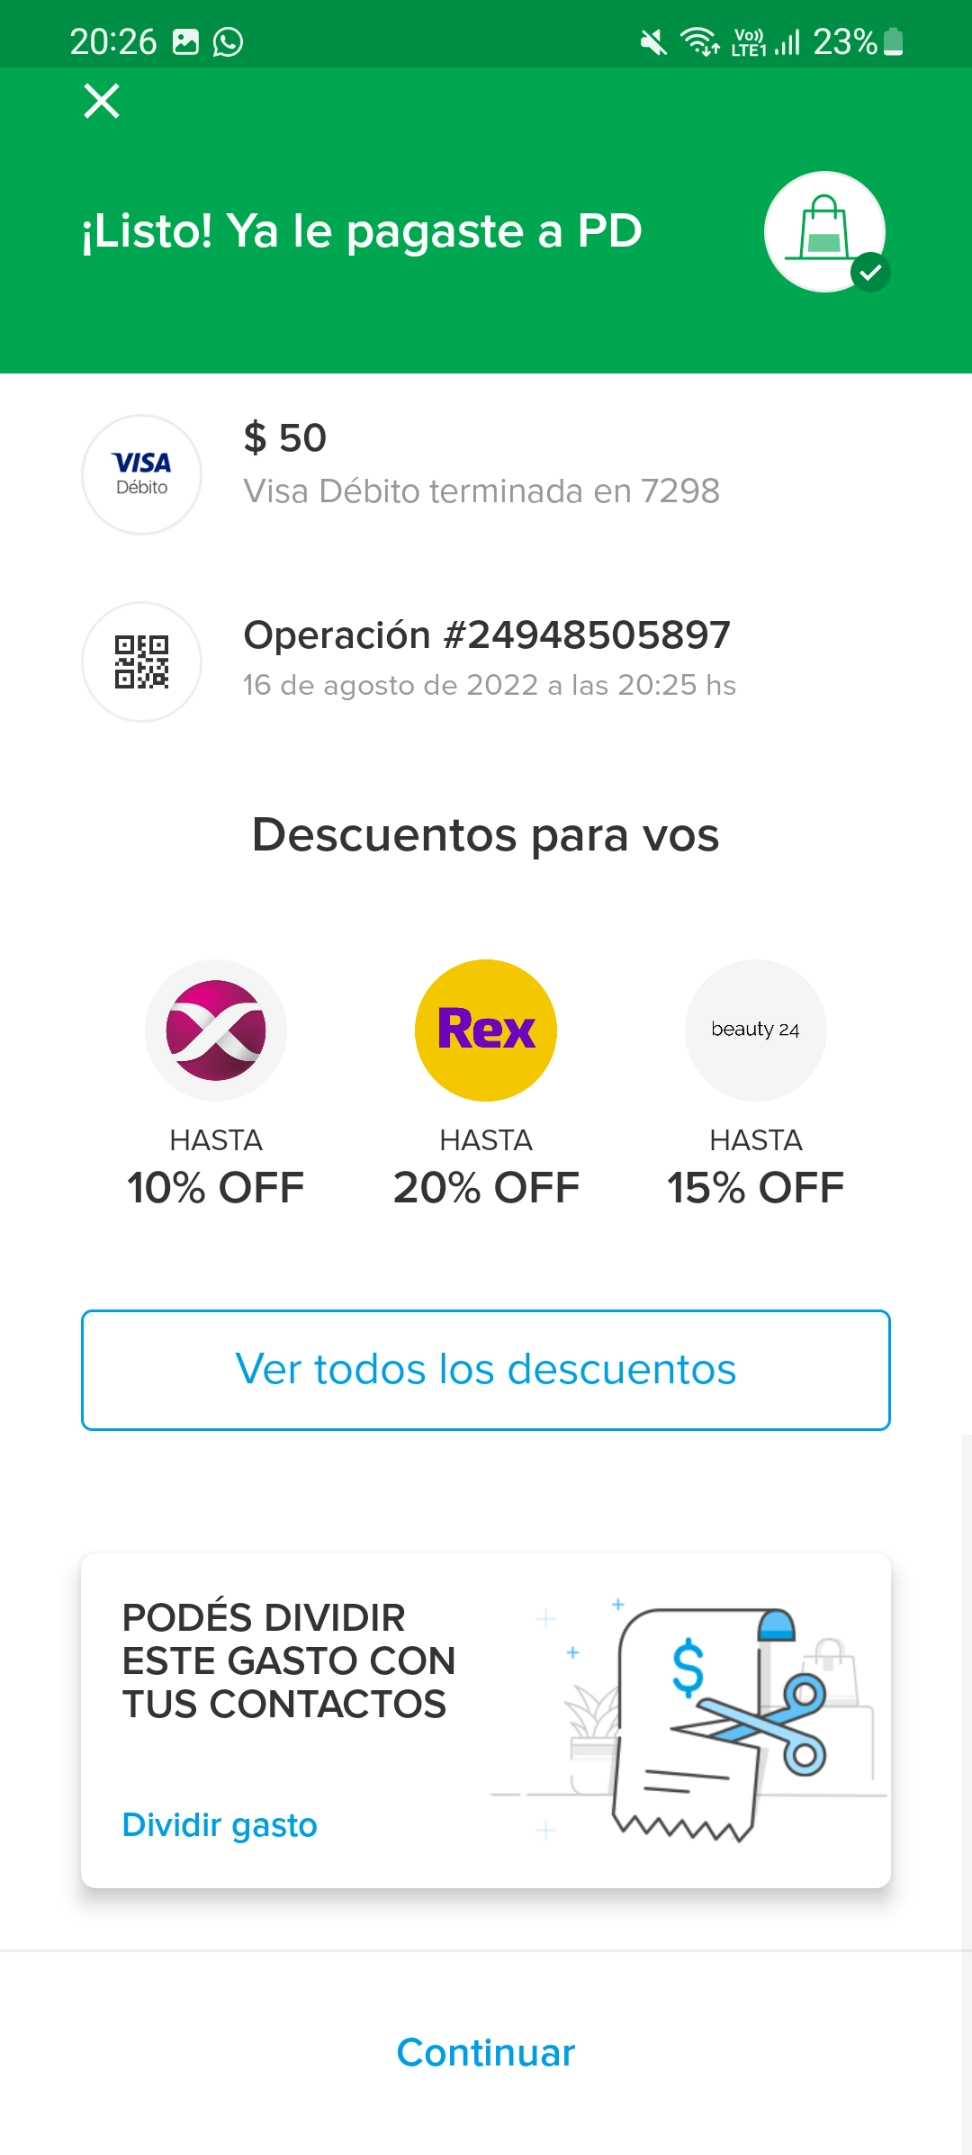 20:26
Vo))
LTE1
23%
¡Listo! Ya le pagaste a PD
VISA
Débito
$ 50
Visa Débito terminada en 7298
Operación #24948505897
16 de agosto de 2022 a las 20:25 hs
Descuentos para vos
Rex
beauty 24
HASTA
10% OFF
HASTA
20% OFF
HASTA
15% OFF
Ver todos los descuentos
PODÉS DIVIDIR
ESTE GASTO CON
TUS CONTACTOS
$
Dividir gasto
Continuar